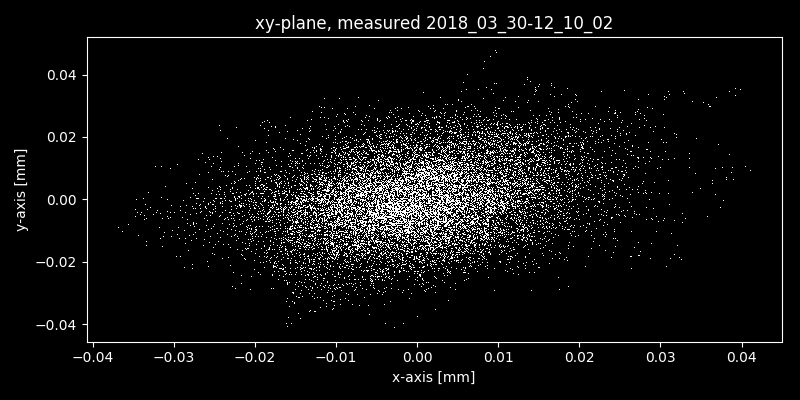 xy-plane, measured 2018_03_30-12_10_02
y-axis [mm]
0.04
0.02
0.00
−0.02
−0.04
−0.04 −0.03 −0.02 −0.01 0.00 0.01 0.02 0.03 0.04
x-axis [mm]